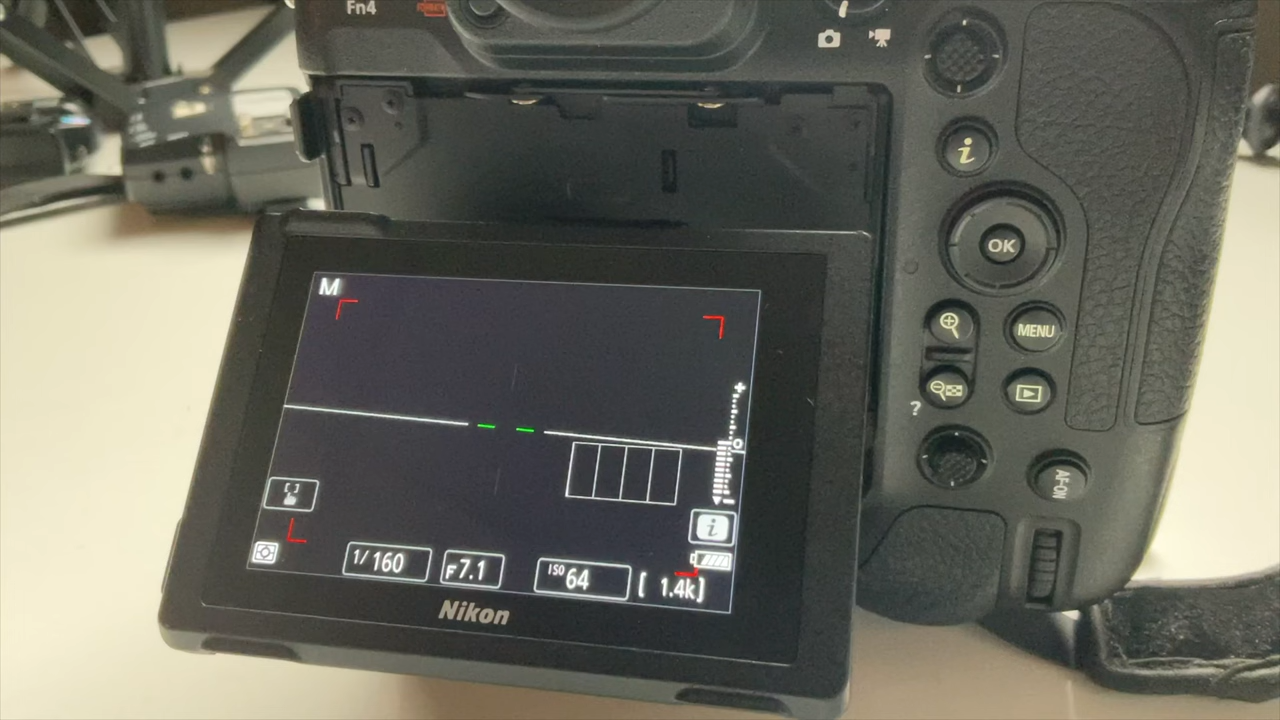 Fn4
i
OK
MENU
?
AF-ON
M
i
1/160
F7.1
ISO 64
[1.4k]
Nikon